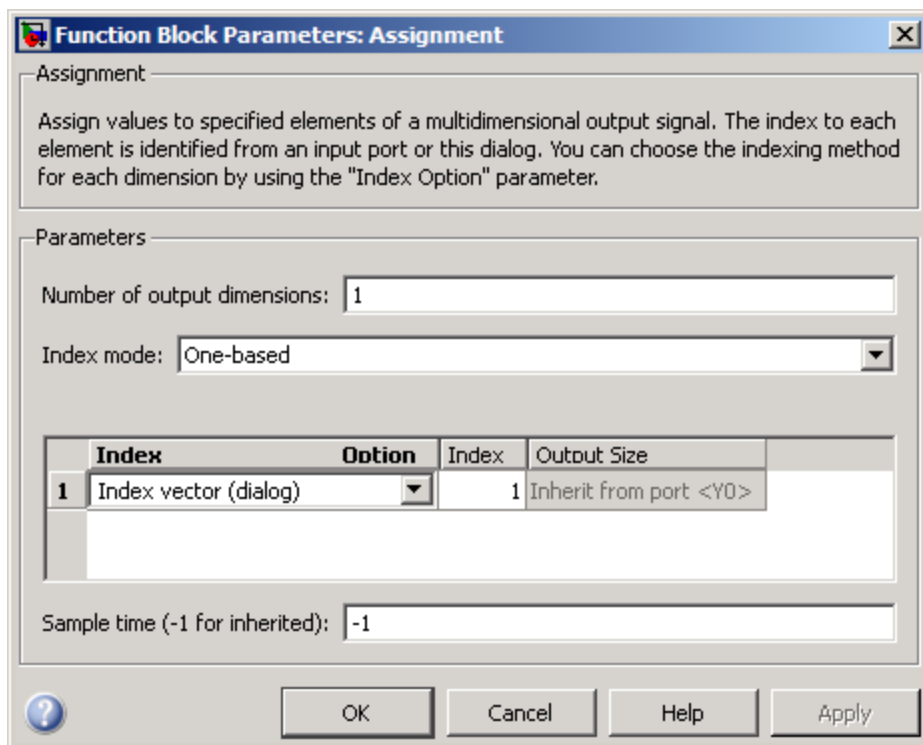 Function Block Parameters: Assignment
Assignment
Assign values to specified elements of a multidimensional output signal. The index to each
element is identified from an input port or this dialog. You can choose the indexing method
for each dimension by using the "Index Option" parameter.
Parameters
Number of output dimensions: 1
Index mode: One-based
Index Option Index Output Size
1 Index vector (dialog) 1 Inherit from port <Y0>
Sample time (-1 for inherited): -1
OK Cancel Help Apply